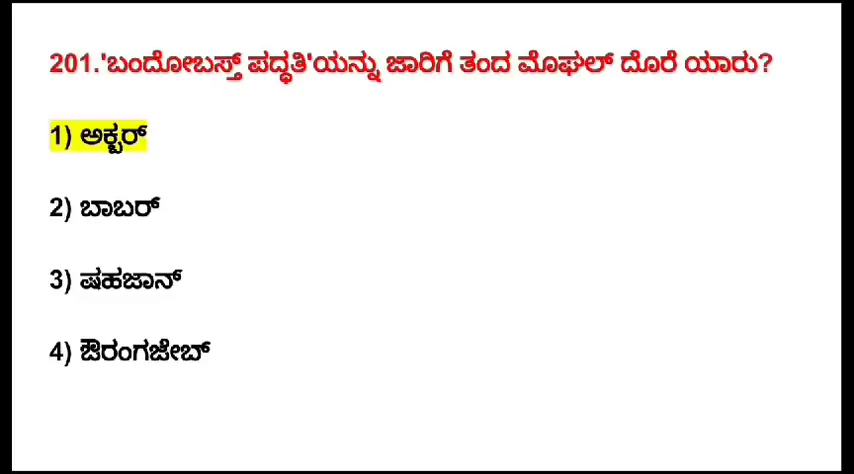 201.'ಬಂದೋಬಸ್ತ್ ಪದ್ಧತಿ'ಯನ್ನು ಜಾರಿಗೆ ತಂದ ಮೊಘಲ್ ದೊರೆ ಯಾರು?
1) ಅಕ್ಬರ್
2) ಬಾಬರ್
3) ಷಹಜಾನ್
4) ಔರಂಗಜೇಬ್